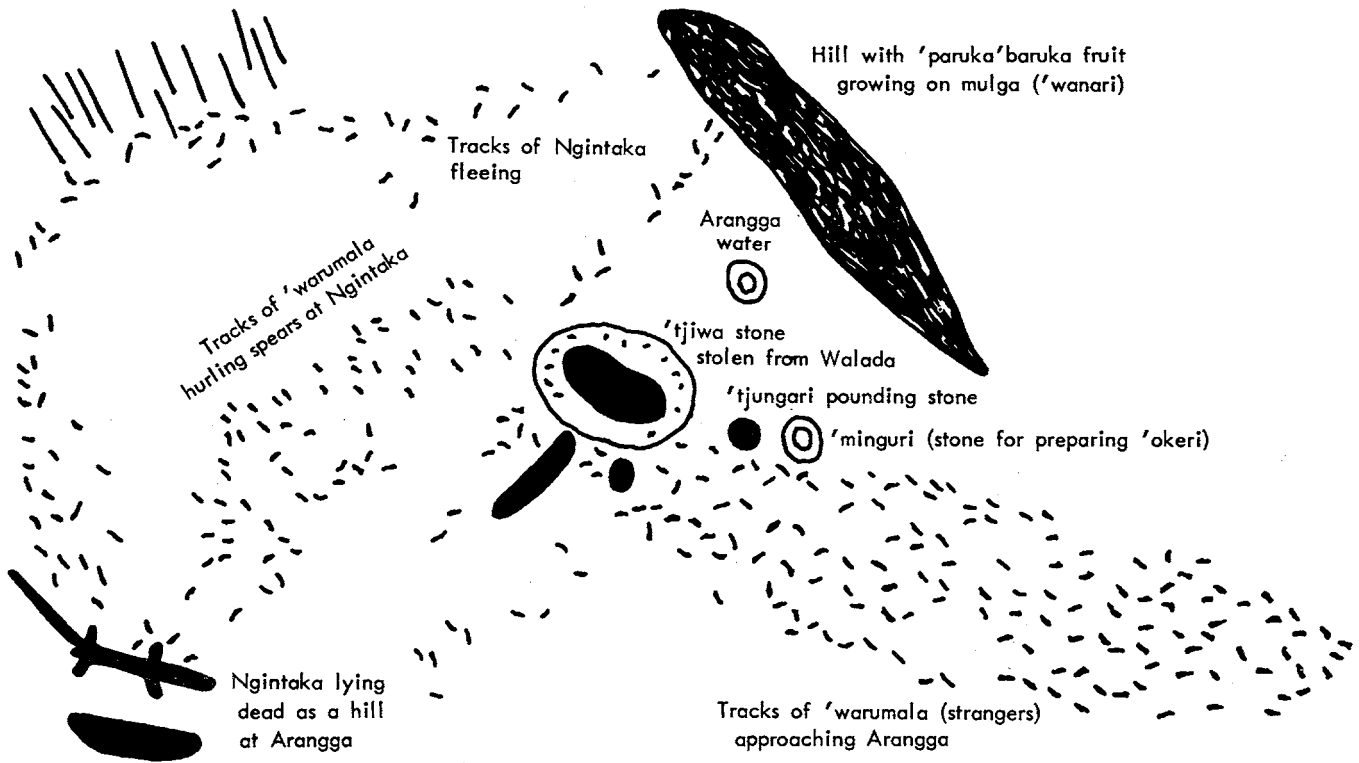 Hill with 'paruka'baruka fruit
growing on mulga ('wanari)
Tracks of Ngintaka
fleeing
Arangga
water
Tracks of 'warumala
hurling spears at Ngintaka
'tjiwa stone
stolen from Walada
'tjungari pounding stone
'minguri (stone for preparing 'okeri)
Ngintaka lying
dead as a hill
at Arangga
Tracks of 'warumala (strangers)
approaching Arangga